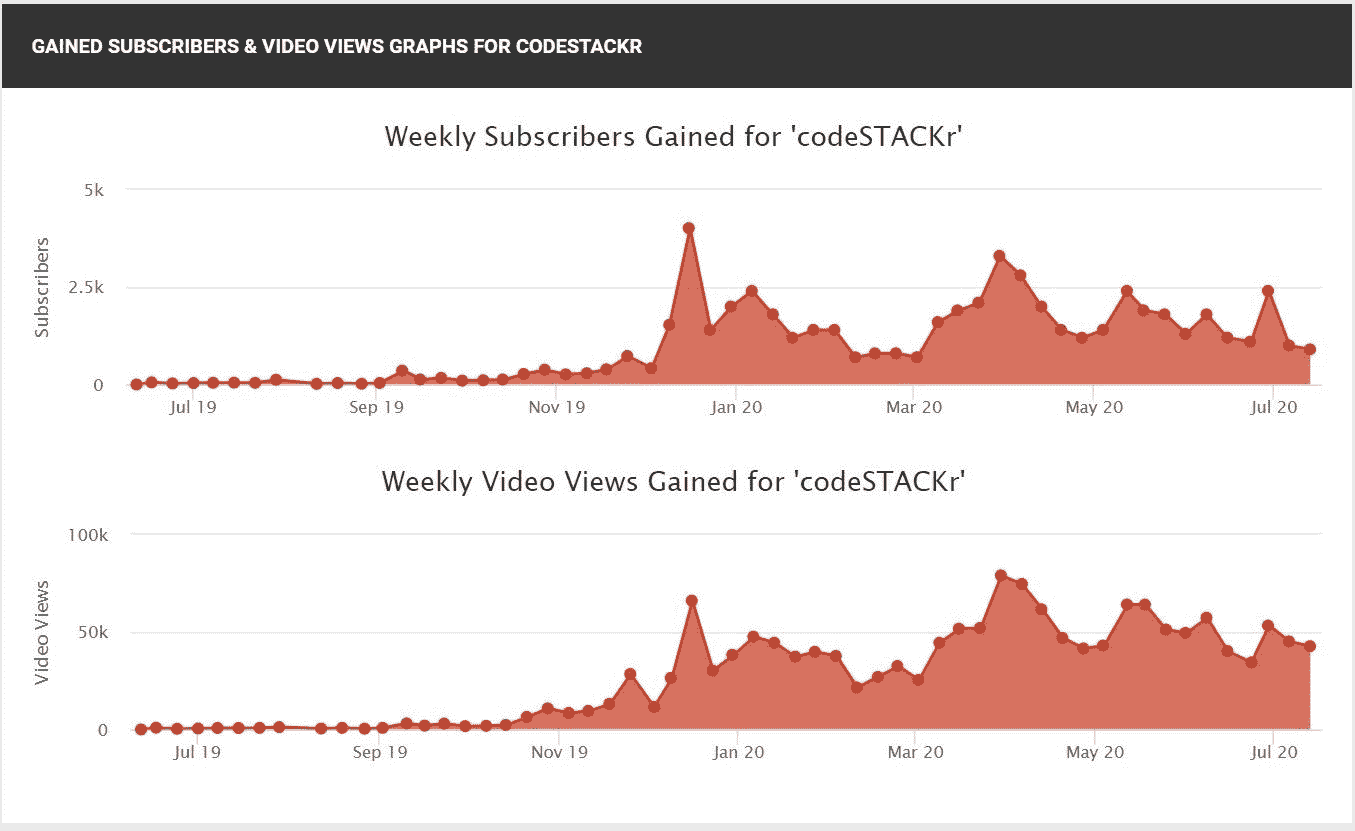 GAINED SUBSCRIBERS & VIDEO VIEWS GRAPHS FOR CODESTACKR
Weekly Subscribers Gained for 'codeSTACKr'
5k
2.5k
0
Subscribers
Jul 19 Sep 19 Nov 19 Jan 20 Mar 20 May 20 Jul 20
Weekly Video Views Gained for 'codeSTACKr'
100k
50k
0
Video Views
Jul 19 Sep 19 Nov 19 Jan 20 Mar 20 May 20 Jul 20